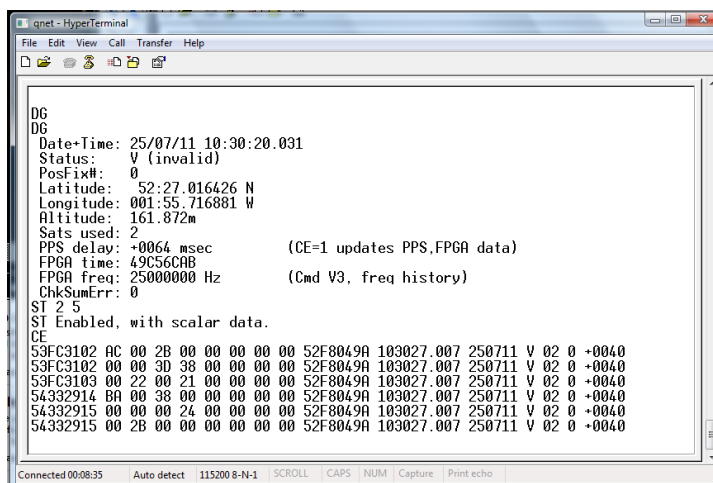 qnet - HyperTerminal
File Edit View Call Transfer Help
DG
DG
Date+Time: 25/07/11 10:30:20.031
Status: V (invalid)
PosFix#: 0
Latitude: 52:27.016426 N
Longitude: 001:55.716881 W
Altitude: 161.872m
Sats used: 2
PPS delay: +0064 msec (CE=1 updates PPS,FPGA data)
FPGA time: 49C56CAB
FPGA freq: 25000000 Hz (Cmd V3, freq history)
ChkSumErr: 0
ST 2 5
ST Enabled, with scalar data.
CE
53FC3102 AC 00 2B 00 00 00 00 00 52F8049A 103027.007 250711 V 02 0 +0040
53FC3102 00 00 3D 38 00 00 00 00 52F8049A 103027.007 250711 V 02 0 +0040
53FC3103 00 22 00 21 00 00 00 00 52F8049A 103027.007 250711 V 02 0 +0040
54332914 BA 00 38 00 00 00 00 00 52F8049A 103027.007 250711 V 02 0 +0040
54332915 00 00 00 24 00 00 00 00 52F8049A 103027.007 250711 V 02 0 +0040
54332915 00 2B 00 00 00 00 00 00 52F8049A 103027.007 250711 V 02 0 +0040
Connected 00:08:35 Auto detect 115200 8-N-1 SCROLL CAPS NUM Capture Print echo